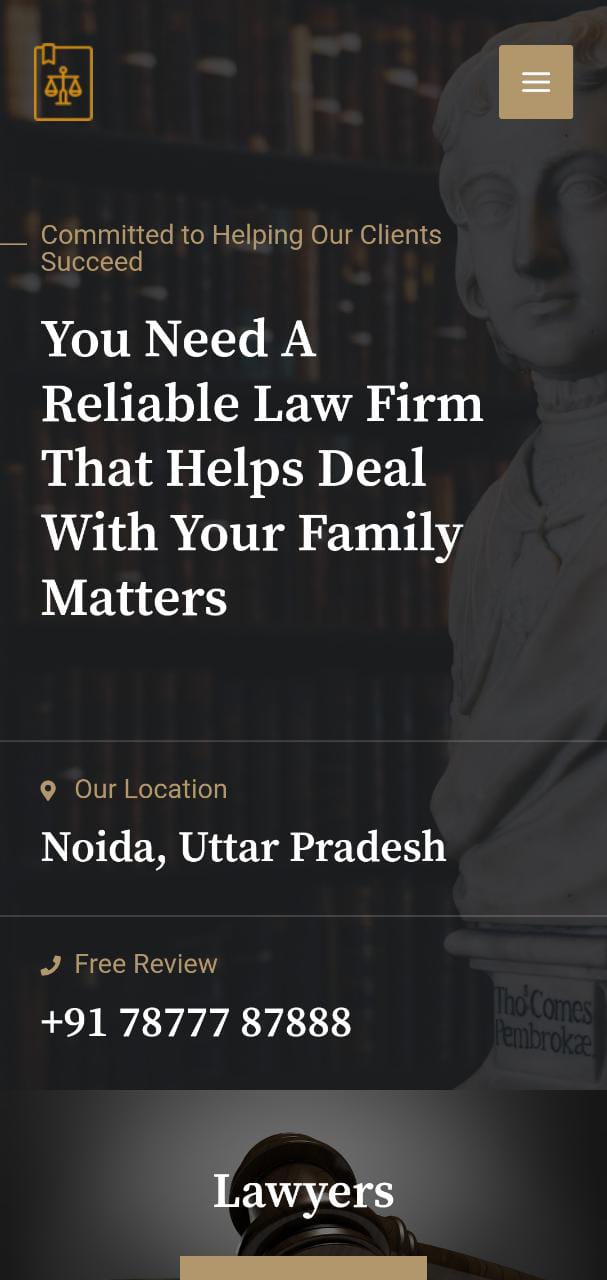 Committed to Helping Our Clients
Succeed
You Need A
Reliable Law Firm
That Helps Deal
With Your Family
Matters
Our Location
Noida, Uttar Pradesh
Free Review
+91 78777 87888
Tho.s Comes
Pembrokæ
Lawyers